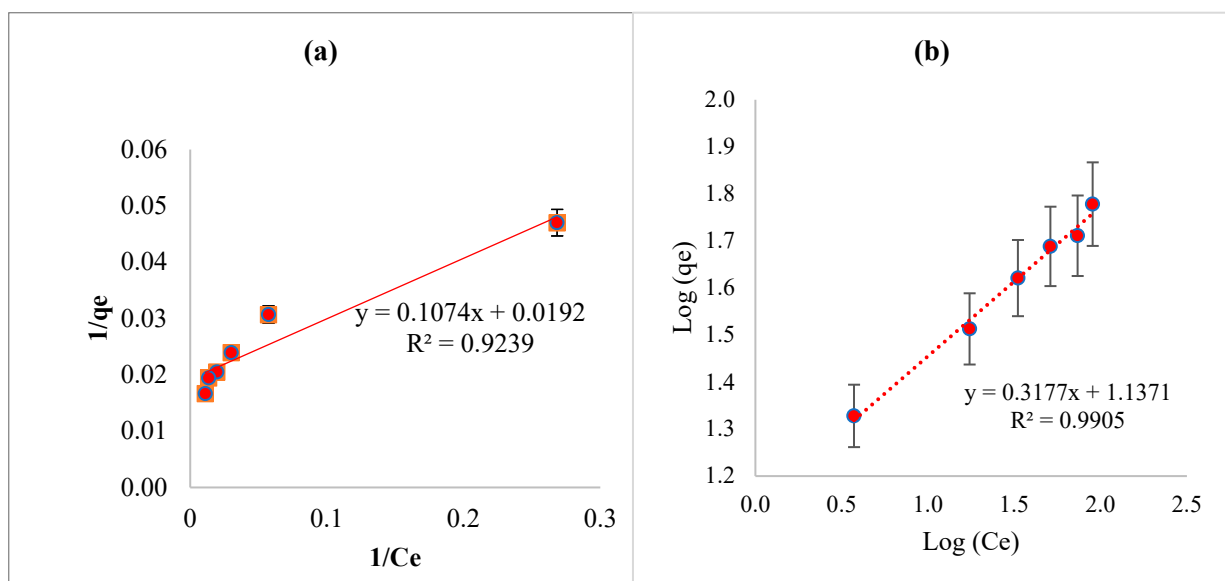 (a)
0.06
0.05
0.04
0.03
0.02
0.01
0.00
1/qe
y = 0.1074x + 0.0192
R² = 0.9239
0 0.1 0.2 0.3
1/Ce
(b)
2.0
1.9
1.8
1.7
1.6
1.5
1.4
1.3
1.2
Log (qe)
y = 0.3177x + 1.1371
R² = 0.9905
0.0 0.5 1.0 1.5 2.0 2.5
Log (Ce)